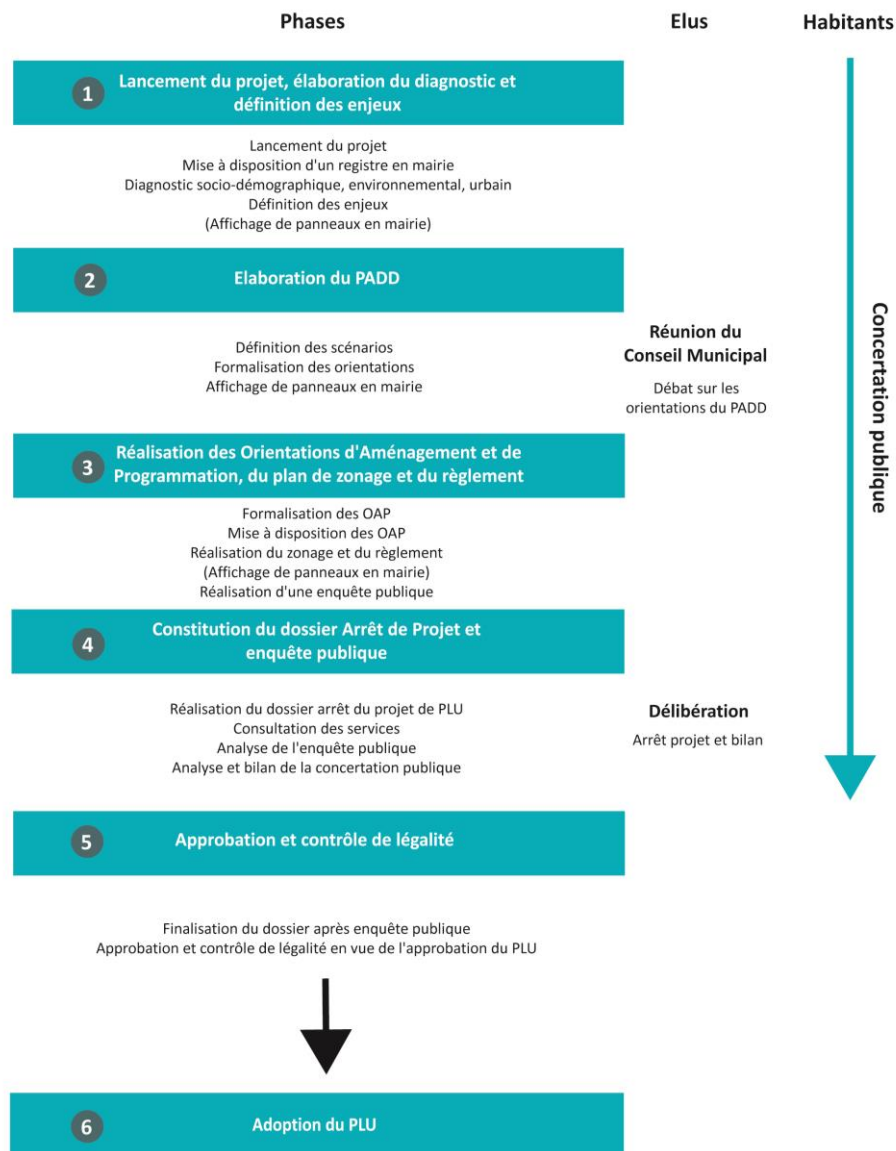 Phases
Elus
Habitants
1
Lancement du projet, élaboration du diagnostic et
définition des enjeux
Lancement du projet
Mise à disposition d'un registre en mairie
Diagnostic socio-démographique, environnemental, urbain
Définition des enjeux
(Affichage de panneaux en mairie)
2
Elaboration du PADD
Définition des scénarios
Formalisation des orientations
Affichage de panneaux en mairie
Réunion du
Conseil Municipal
Débat sur les
orientations du PADD
Concertation publique
3
Réalisation des Orientations d'Aménagement et de
Programmation, du plan de zonage et du règlement
Formalisation des OAP
Mise à disposition des OAP
Réalisation du zonage et du règlement
(Affichage de panneaux en mairie)
Réalisation d'une enquête publique
4
Constitution du dossier Arrêt de Projet et
enquête publique
Réalisation du dossier arrêt du projet de PLU
Consultation des services
Analyse de l'enquête publique
Analyse et bilan de la concertation publique
Délibération
Arrêt projet et bilan
5
Approbation et contrôle de légalité
Finalisation du dossier après enquête publique
Approbation et contrôle de légalité en vue de l'approbation du PLU
6
Adoption du PLU